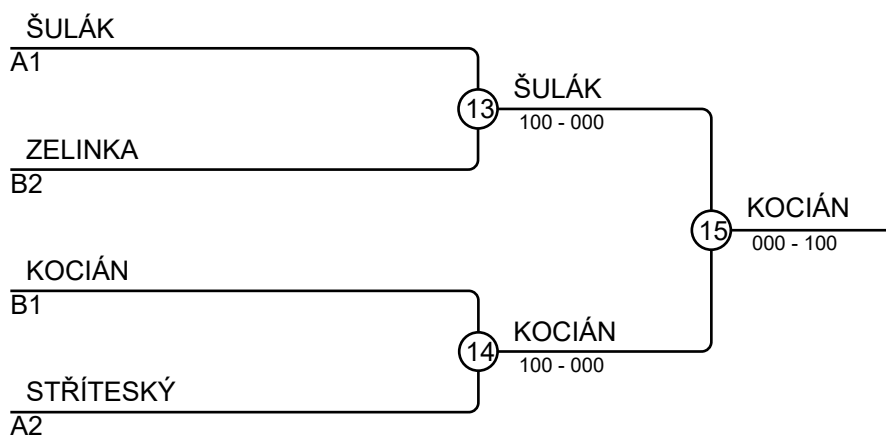 ŠULÁK
A1
13
ŠULÁK
100 - 000
ZELINKA
B2
15
KOCIÁN
000 - 100
KOCIÁN
B1
14
KOCIÁN
100 - 000
STŘÍTESKÝ
A2